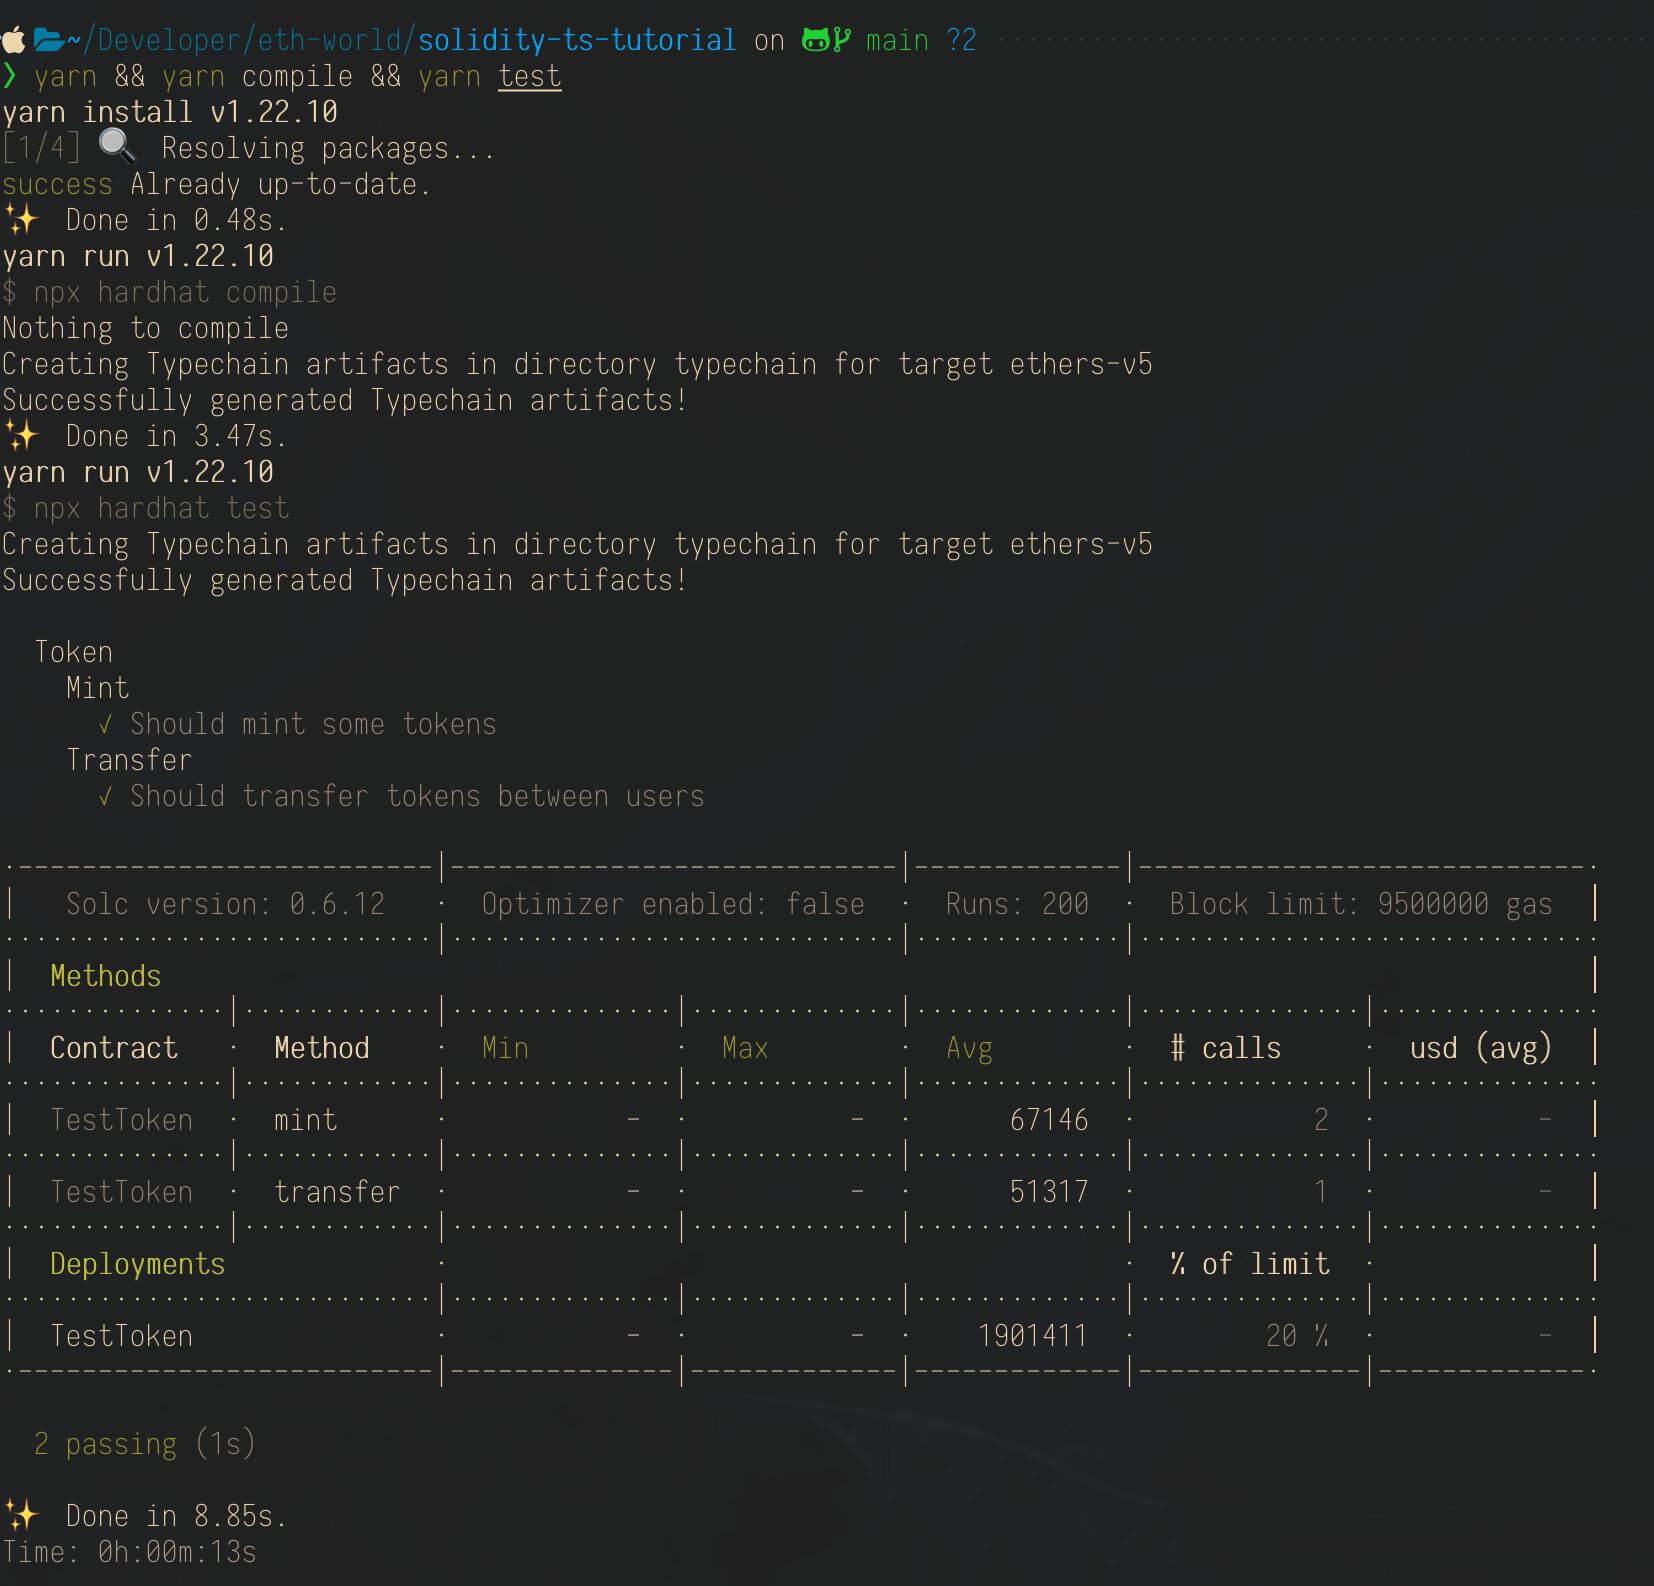 ~/Developer/eth-world/solidity-ts-tutorial on main ?2
❯ yarn && yarn compile && yarn test
yarn install v1.22.10
[1/4] 🔍 Resolving packages...
success Already up-to-date.
✨ Done in 0.48s.
yarn run v1.22.10
$ npx hardhat compile
Nothing to compile
Creating Typechain artifacts in directory typechain for target ethers-v5
Successfully generated Typechain artifacts!
✨ Done in 3.47s.
yarn run v1.22.10
$ npx hardhat test
Creating Typechain artifacts in directory typechain for target ethers-v5
Successfully generated Typechain artifacts!
Token
Mint
✓ Should mint some tokens
Transfer
✓ Should transfer tokens between users
| Solc version: 0.6.12 · Optimizer enabled: false · Runs: 200 · Block limit: 9500000 gas |
| Methods |
| Contract · Method · Min · Max · Avg · # calls · usd (avg) |
| TestToken · mint · - · - · 67146 · 2 · - |
| TestToken · transfer · - · - · 51317 · 1 · - |
| Deployments · · % of limit · |
| TestToken · - · - · 1901411 · 20 % · - |
2 passing (1s)
✨ Done in 8.85s.
Time: 0h:00m:13s